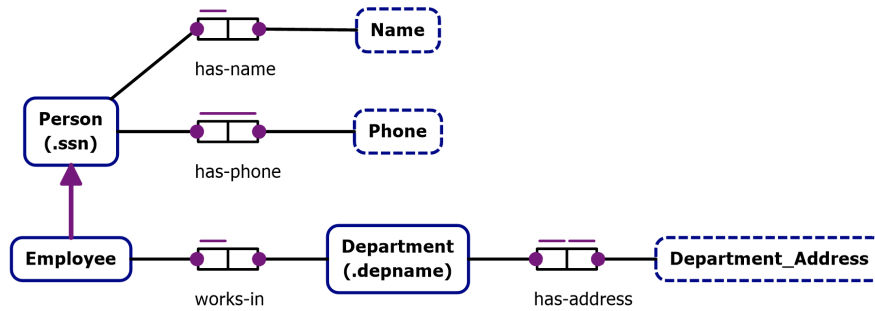 Name
has-name
Person
(.ssn)
Phone
has-phone
Employee
works-in
Department
(.depname)
has-address
Department_Address